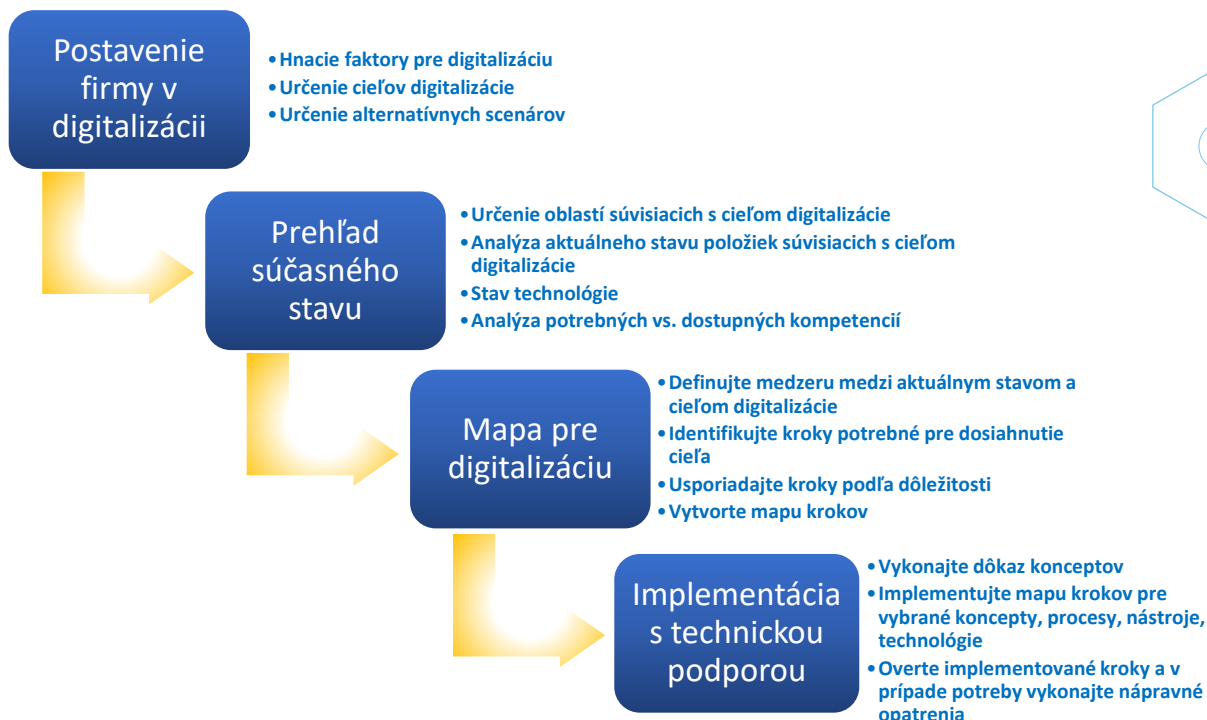 Postavenie
firmy v
digitalizácii
•Hnacie faktory pre digitalizáciu
•Určenie cieľov digitalizácie
•Určenie alternatívnych scenárov
Prehľad
súčasného
stavu
•Určenie oblastí súvisiacich s cieľom digitalizácie
•Analýza aktuálneho stavu položiek súvisiacich s cieľom
digitalizácie
•Stav technológie
•Analýza potrebných vs. dostupných kompetencií
Mapa pre
digitalizáciu
•Definujte medzeru medzi aktuálnym stavom a
cieľom digitalizácie
•Identifikujte kroky potrebné pre dosiahnutie
cieľa
•Usporiadajte kroky podľa dôležitosti
•Vytvorte mapu krokov
Implementácia
s technickou
podporou
•Vykonajte dôkaz konceptov
•Implementujte mapu krokov pre
vybrané koncepty, procesy, nástroje,
technológie
•Overte implementované kroky a v
prípade potreby vykonajte nápravné
opatrenia